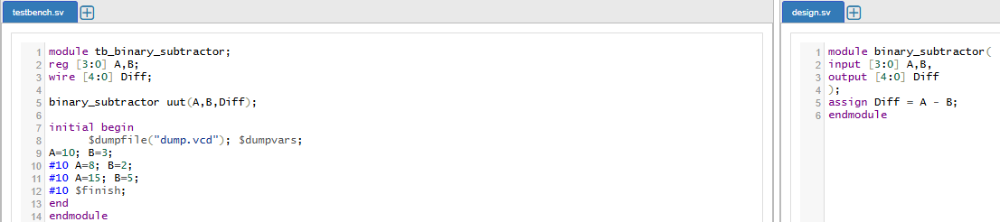 testbench.sv
1 module tb_binary_subtractor;
2 reg [3:0] A,B;
3 wire [4:0] Diff;
4
5 binary_subtractor uut(A,B,Diff);
6
7 initial begin
8 $dumpfile("dump.vcd"); $dumpvars;
9 A=10; B=3;
10 #10 A=8; B=2;
11 #10 A=15; B=5;
12 #10 $finish;
13 end
14 endmodule
design.sv
1 module binary_subtractor(
2 input [3:0] A,B,
3 output [4:0] Diff
4 );
5 assign Diff = A - B;
6 endmodule